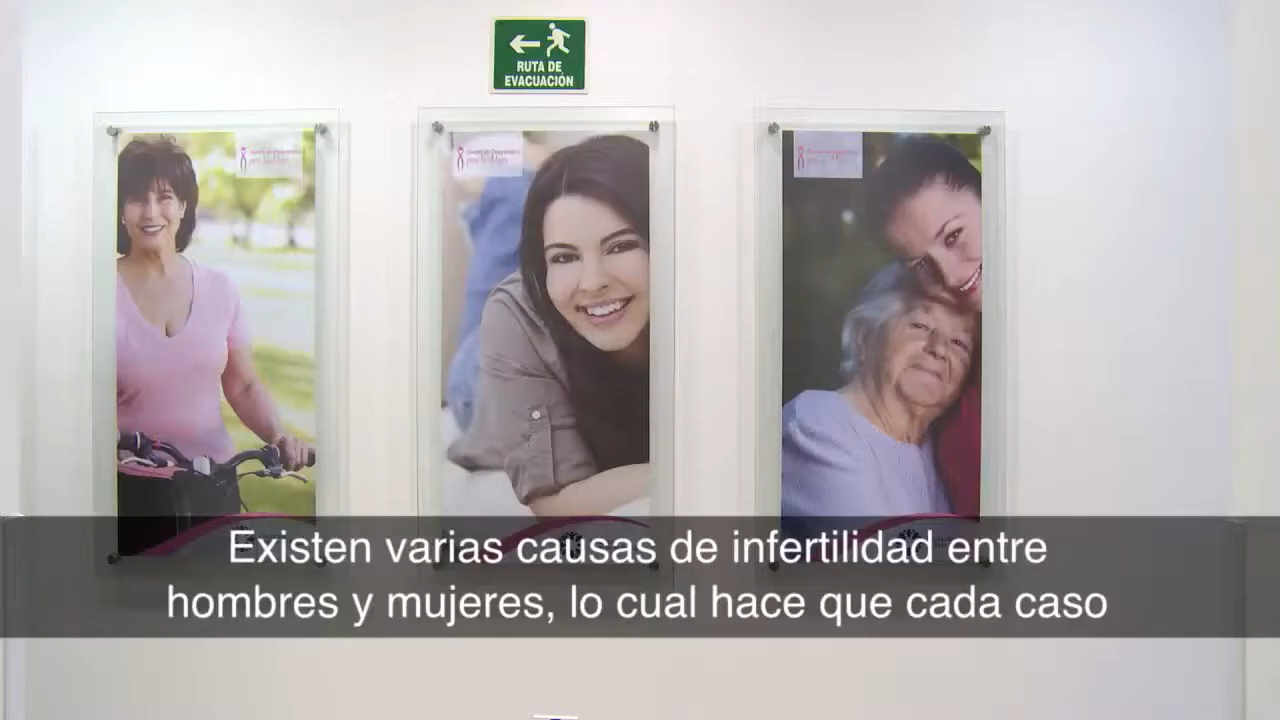 RUTA DE
EVACUACIÓN
Existen varias causas de infertilidad entre
hombres y mujeres, lo cual hace que cada caso